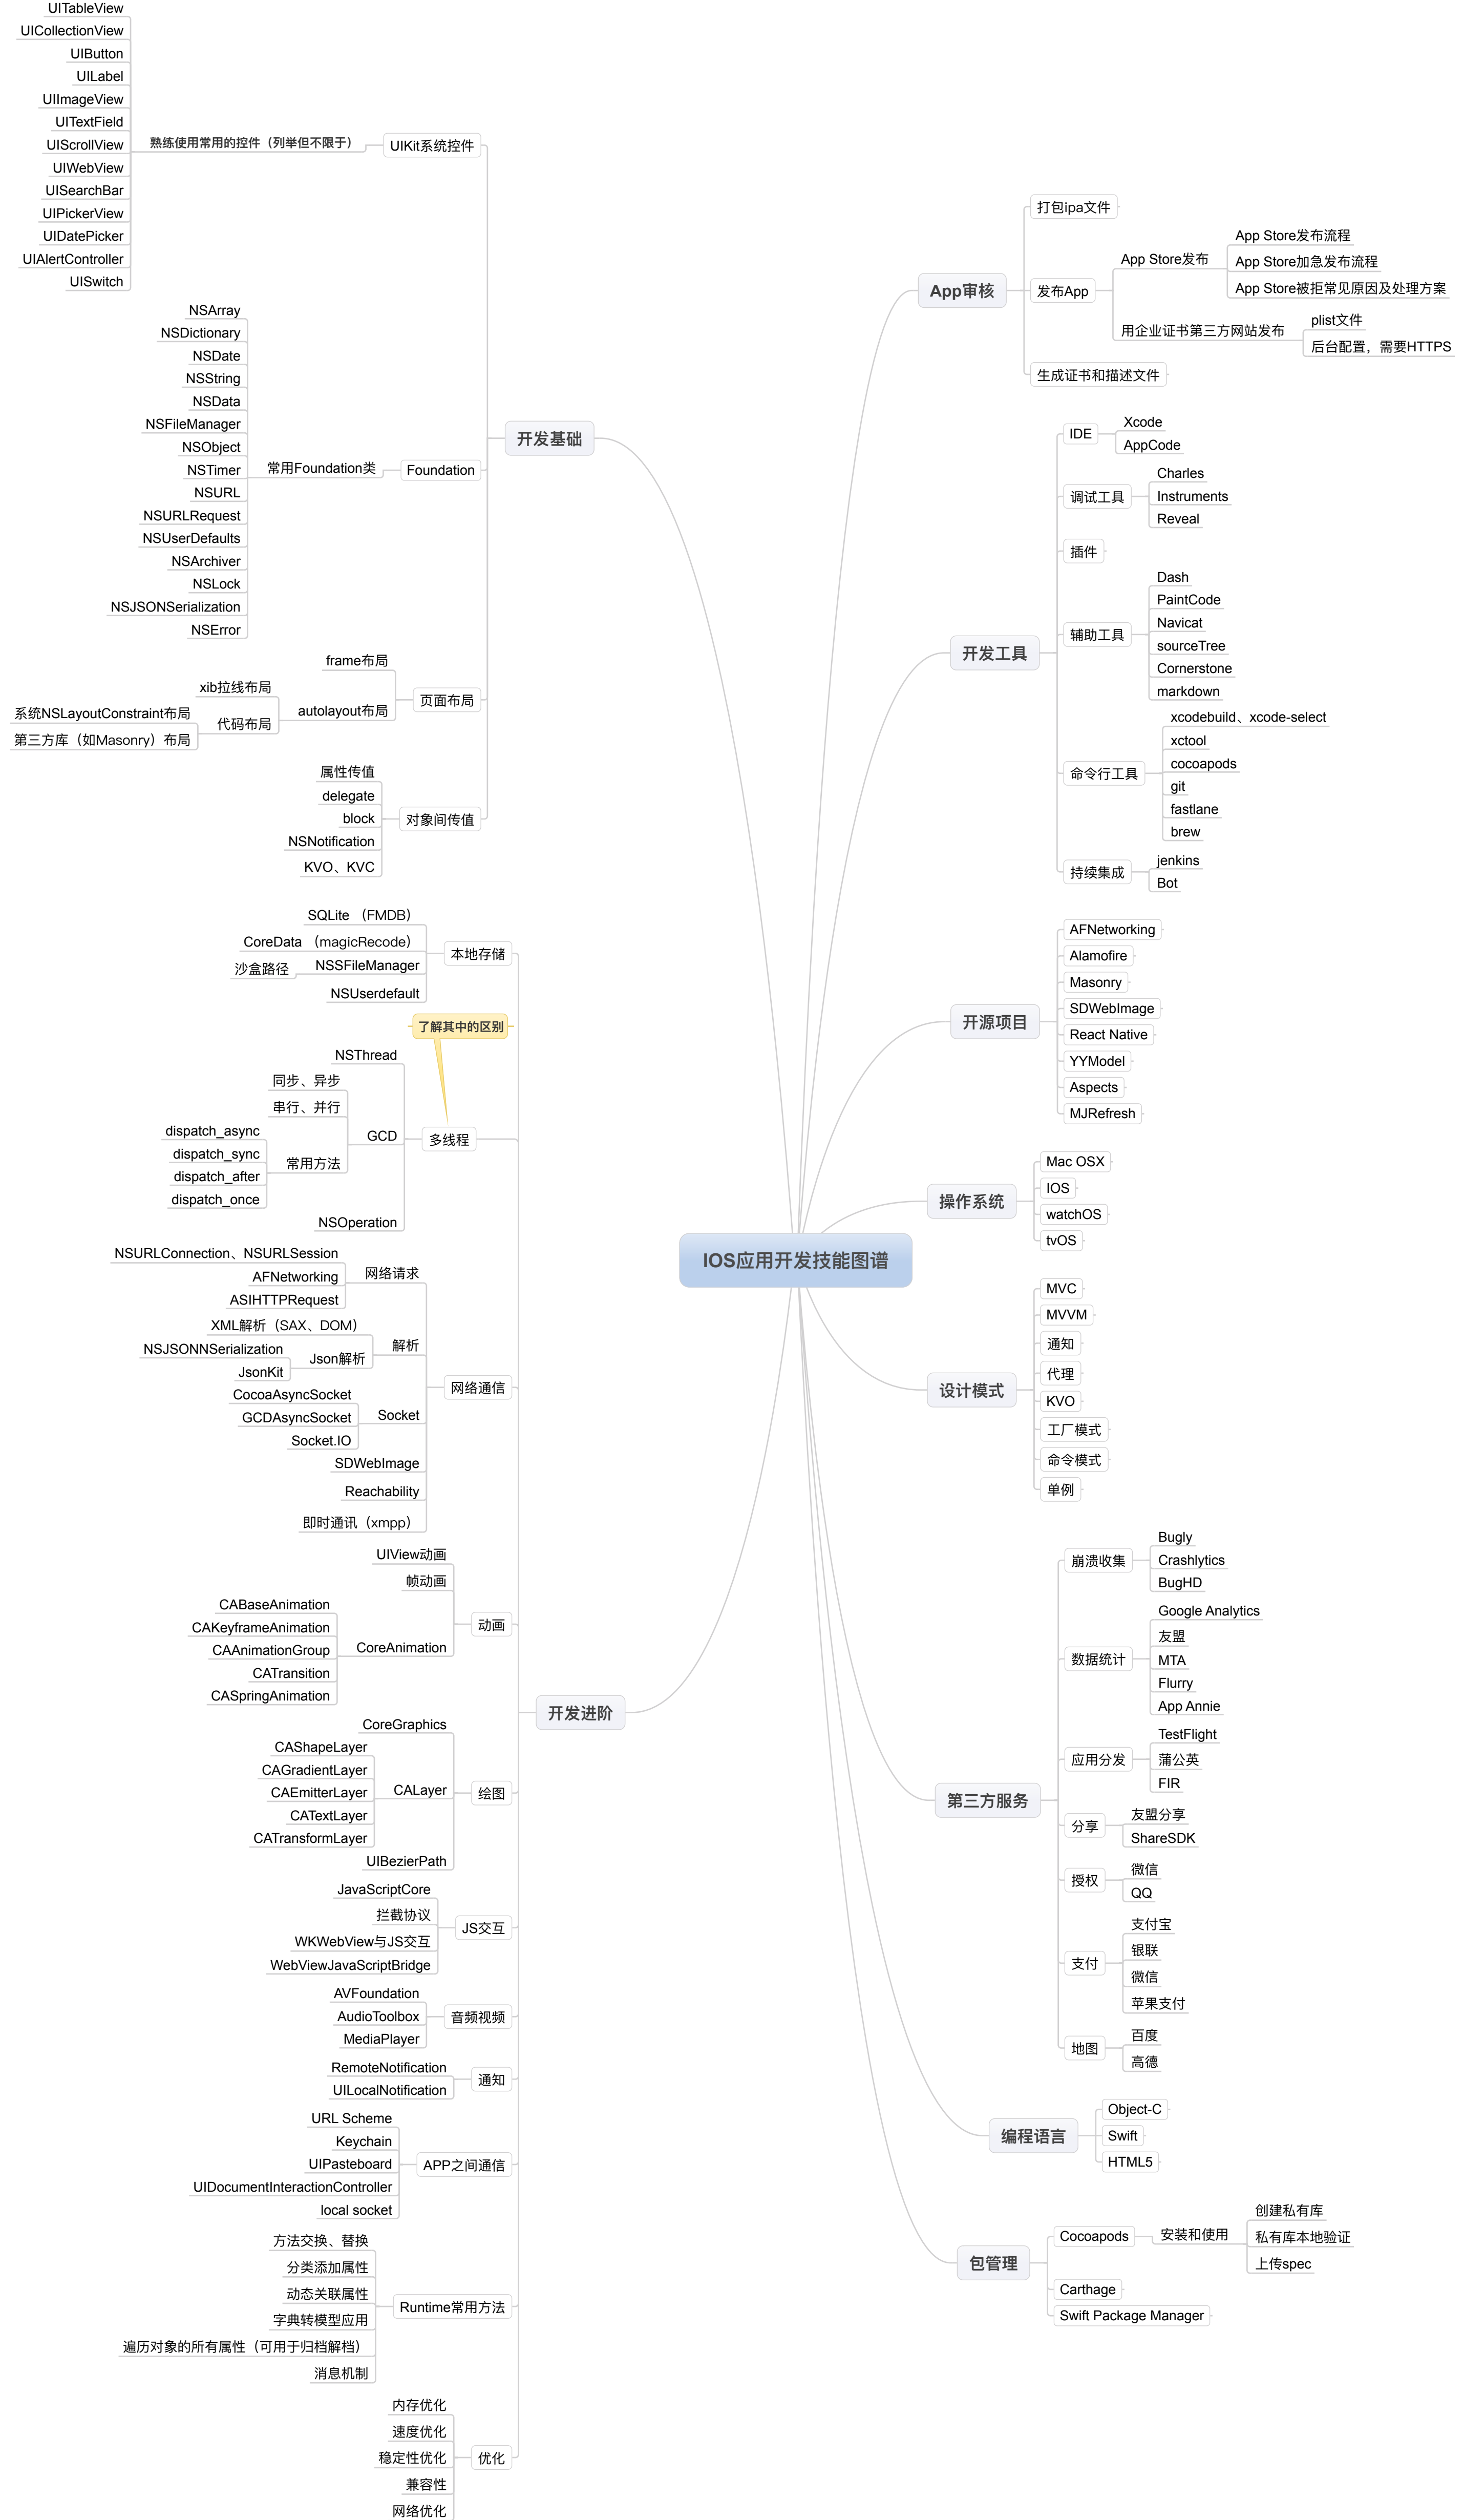 IOS应用开发技能图谱
开发基础
UIKit系统控件
熟练使用常用的控件（列举但不限于）
UITableView
UICollectionView
UIButton
UILabel
UIImageView
UITextField
UIScrollView
UIWebView
UISearchBar
UIPickerView
UIDatePicker
UIAlertController
UISwitch
Foundation
常用Foundation类
NSArray
NSDictionary
NSDate
NSString
NSData
NSFileManager
NSObject
NSTimer
NSURL
NSURLRequest
NSUserDefaults
NSArchiver
NSLock
NSJSONSerialization
NSError
页面布局
frame布局
autolayout布局
xib拉线布局
代码布局
系统NSLayoutConstraint布局
第三方库（如Masonry）布局
对象间传值
属性传值
delegate
block
NSNotification
KVO、KVC
开发进阶
本地存储
SQLite （FMDB）
CoreData （magicRecode）
NSSFileManager
沙盒路径
NSUserdefault
了解其中的区别
多线程
NSThread
GCD
同步、异步
串行、并行
常用方法
dispatch_async
dispatch_sync
dispatch_after
dispatch_once
NSOperation
网络通信
网络请求
NSURLConnection、NSURLSession
AFNetworking
ASIHTTPRequest
解析
XML解析（SAX、DOM）
Json解析
NSJSONNSerialization
JsonKit
Socket
CocoaAsyncSocket
GCDAsyncSocket
Socket.IO
SDWebImage
Reachability
即时通讯（xmpp）
动画
UIView动画
帧动画
CoreAnimation
CABaseAnimation
CAKeyframeAnimation
CAAnimationGroup
CATransition
CASpringAnimation
绘图
CoreGraphics
CALayer
CAShapeLayer
CAGradientLayer
CAEmitterLayer
CATextLayer
CATransformLayer
UIBezierPath
JS交互
JavaScriptCore
拦截协议
WKWebView与JS交互
WebViewJavaScriptBridge
音频视频
AVFoundation
AudioToolbox
MediaPlayer
通知
RemoteNotification
UILocalNotification
APP之间通信
URL Scheme
Keychain
UIPasteboard
UIDocumentInteractionController
local socket
Runtime常用方法
方法交换、替换
分类添加属性
动态关联属性
字典转模型应用
遍历对象的所有属性（可用于归档解档）
消息机制
优化
内存优化
速度优化
稳定性优化
兼容性
网络优化
App审核
打包ipa文件
发布App
App Store发布
App Store发布流程
App Store加急发布流程
App Store被拒常见原因及处理方案
用企业证书第三方网站发布
plist文件
后台配置，需要HTTPS
生成证书和描述文件
开发工具
IDE
Xcode
AppCode
调试工具
Charles
Instruments
Reveal
插件
辅助工具
Dash
PaintCode
Navicat
sourceTree
Cornerstone
markdown
命令行工具
xcodebuild、xcode-select
xctool
cocoapods
git
fastlane
brew
持续集成
jenkins
Bot
开源项目
AFNetworking
Alamofire
Masonry
SDWebImage
React Native
YYModel
Aspects
MJRefresh
操作系统
Mac OSX
IOS
watchOS
tvOS
设计模式
MVC
MVVM
通知
代理
KVO
工厂模式
命令模式
单例
第三方服务
崩溃收集
Bugly
Crashlytics
BugHD
数据统计
Google Analytics
友盟
MTA
Flurry
App Annie
应用分发
TestFlight
蒲公英
FIR
分享
友盟分享
ShareSDK
授权
微信
QQ
支付
支付宝
银联
微信
苹果支付
地图
百度
高德
编程语言
Object-C
Swift
HTML5
包管理
Cocoapods
安装和使用
创建私有库
私有库本地验证
上传spec
Carthage
Swift Package Manager